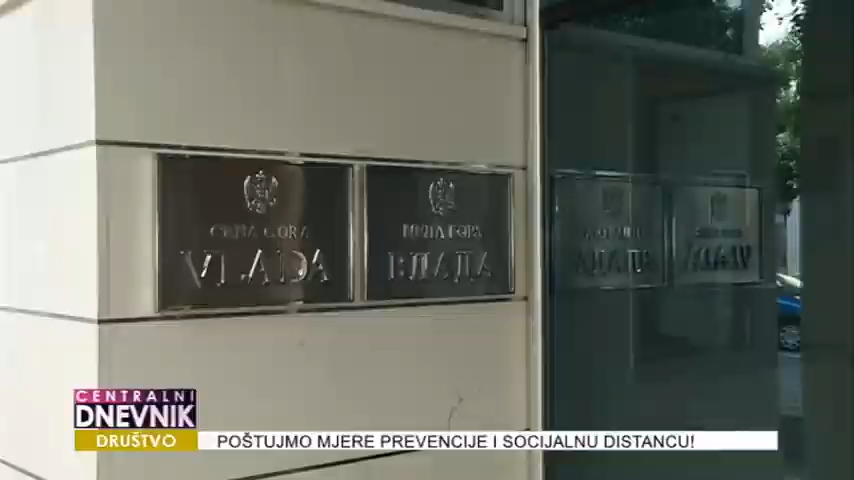 CRNA GORA
VLADA
ЦРНА ГОРА
ВЛАДА
CENTRALNI
DNEVNIK
DRUŠTVO
POŠTUJMO MJERE PREVENCIJE I SOCIJALNU DISTANCU!